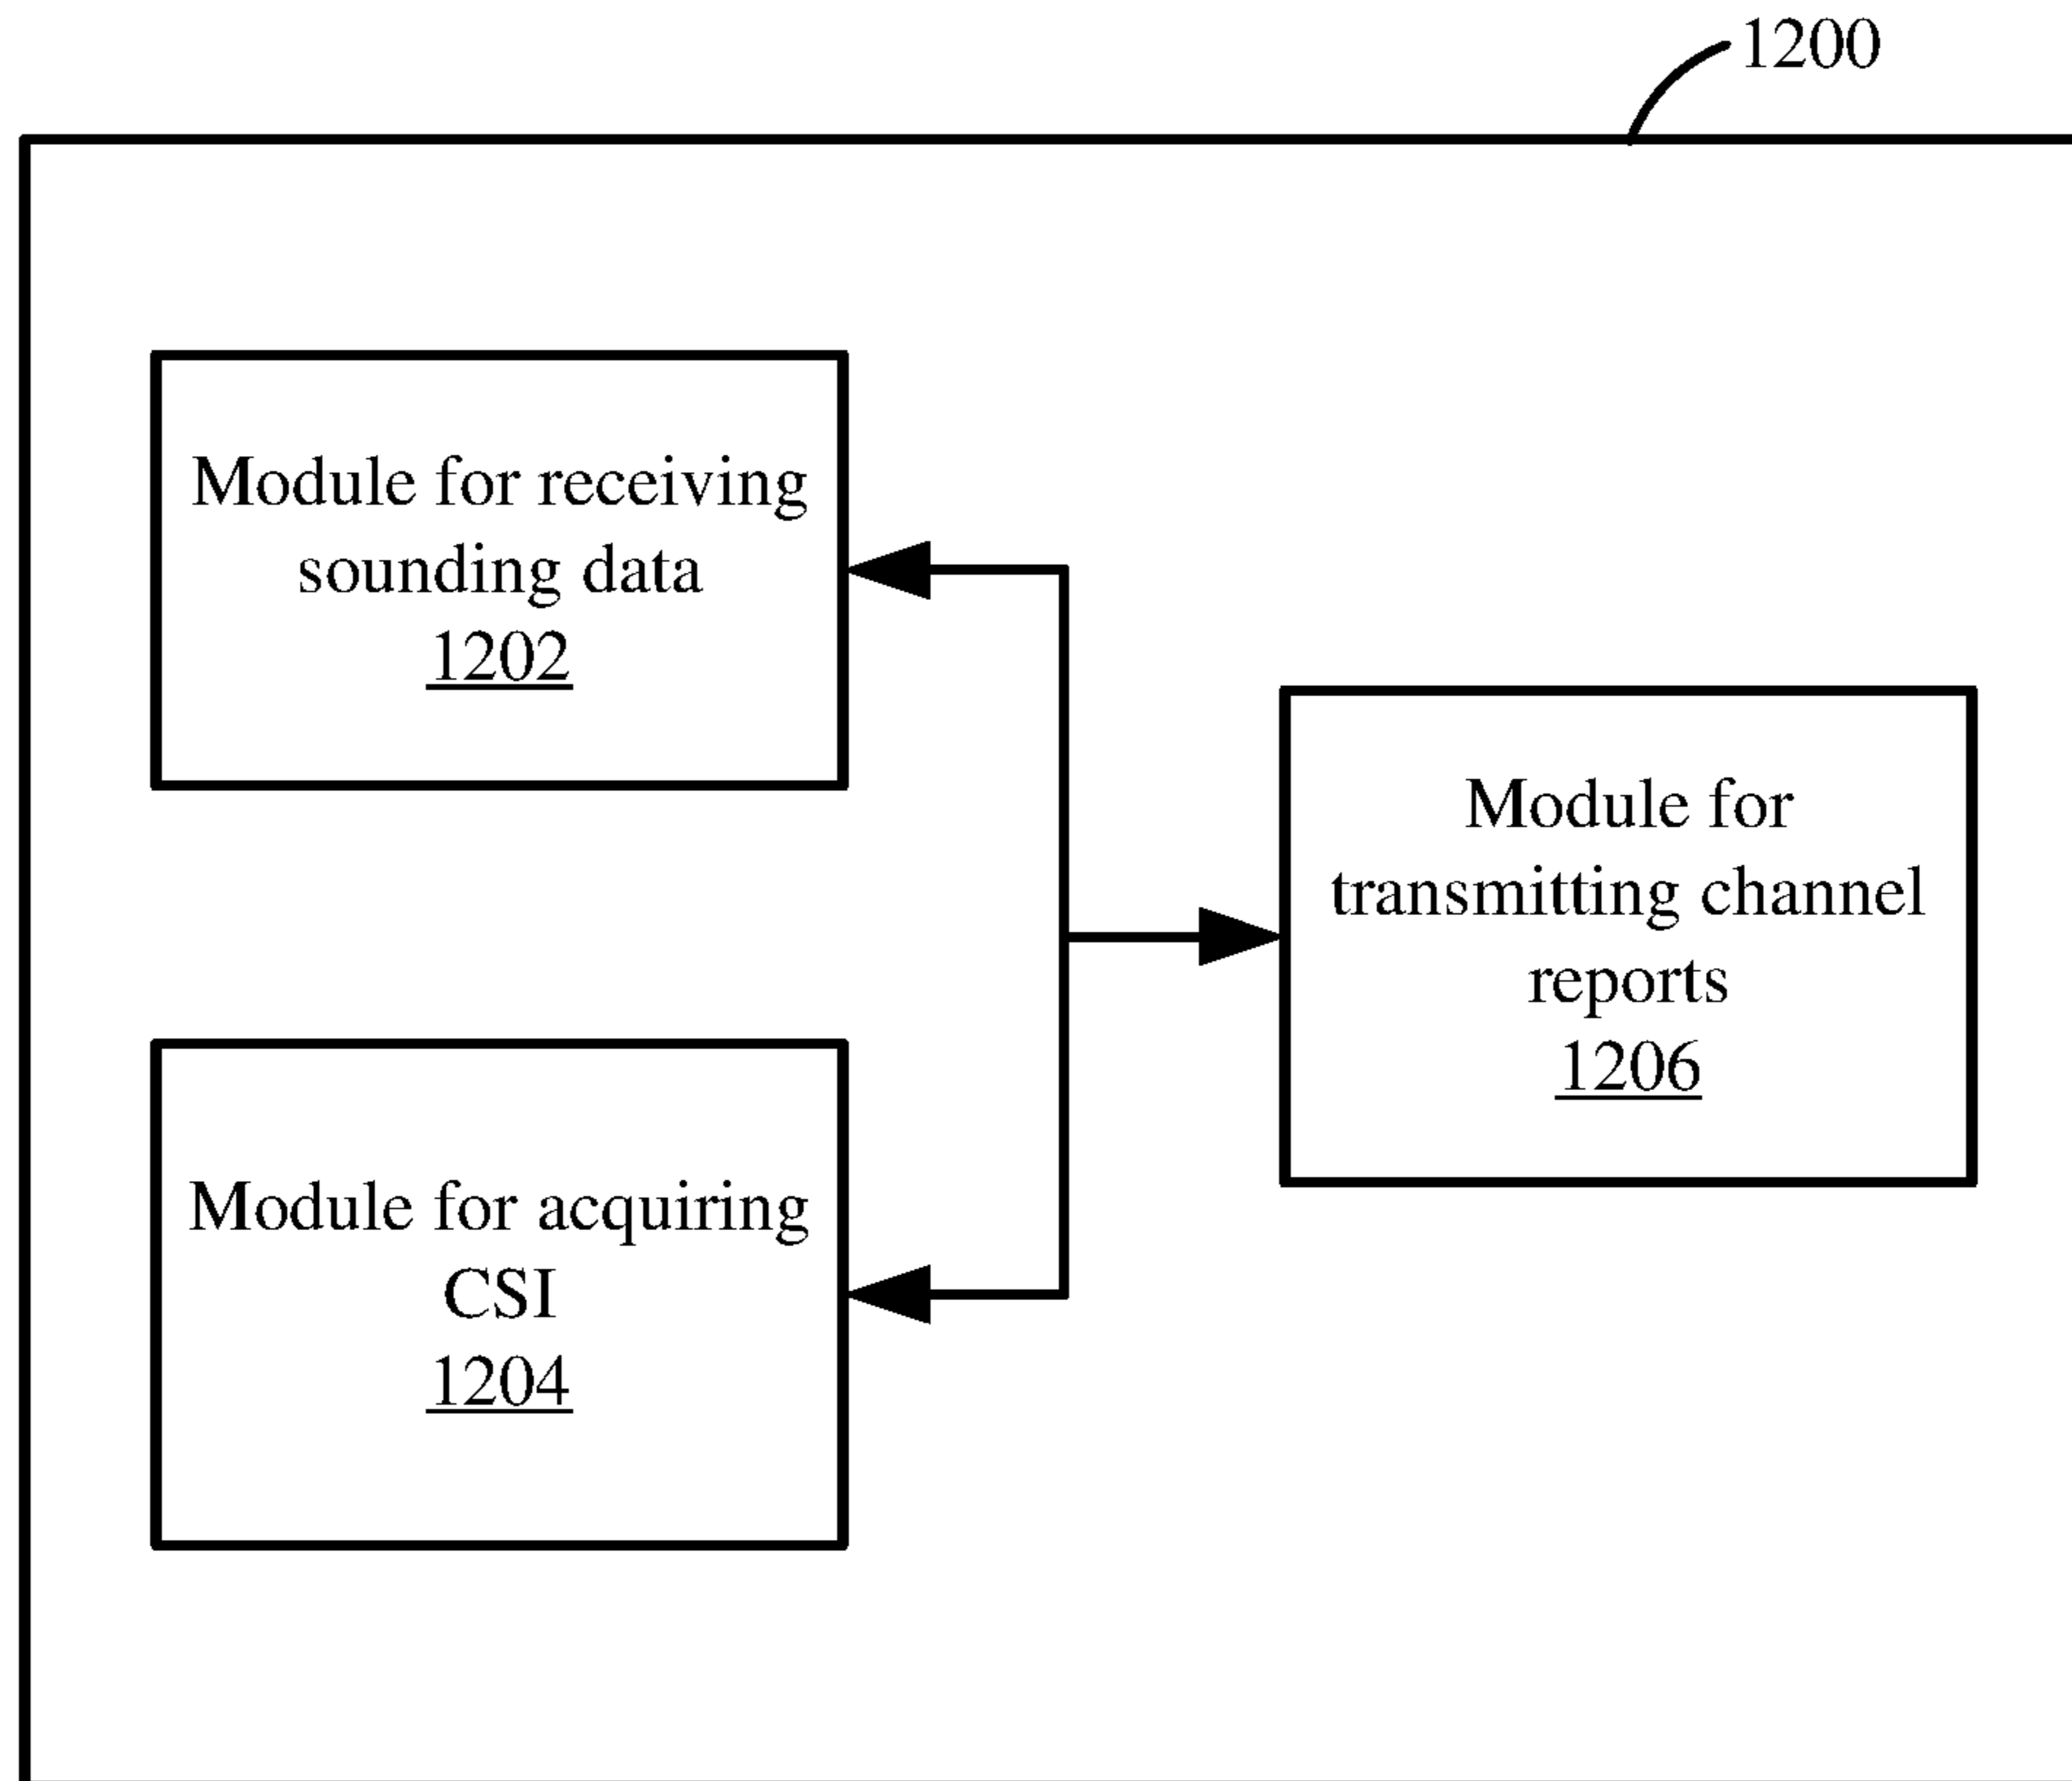 1200
Module for receiving
sounding data
1202
Module for
transmitting channel
reports
1206
Module for acquiring
CSI
1204